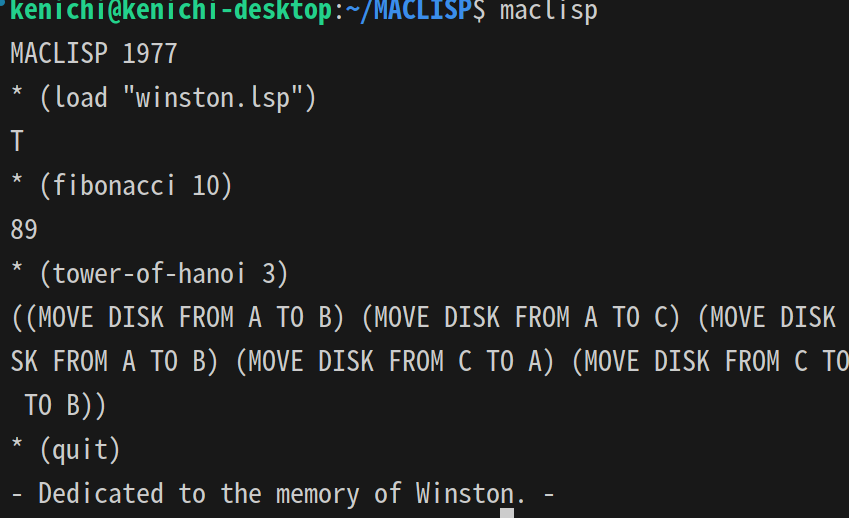 kenichi@kenichi-desktop:~/MACLISP$ maclisp
MACLISP 1977
* (load "winston.lsp")
T
* (fibonacci 10)
89
* (tower-of-hanoi 3)
((MOVE DISK FROM A TO B) (MOVE DISK FROM A TO C) (MOVE DISK
SK FROM A TO B) (MOVE DISK FROM C TO A) (MOVE DISK FROM C TO
TO B))
* (quit)
- Dedicated to the memory of Winston. -